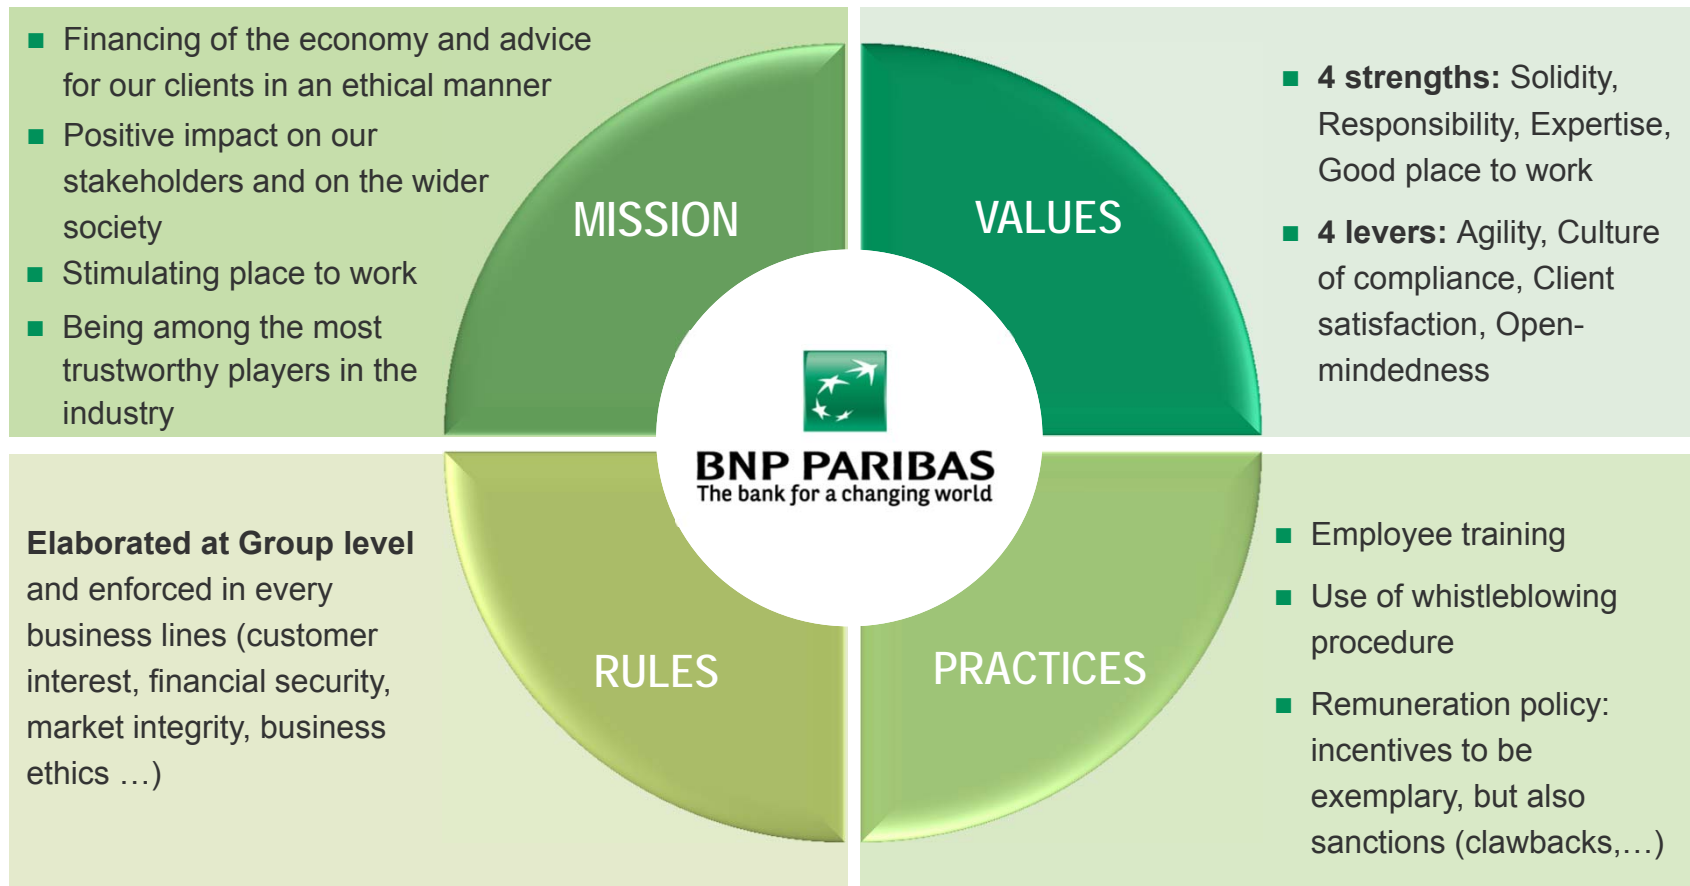 ■ Financing of the economy and advice
for our clients in an ethical manner
■ Positive impact on our
stakeholders and on the wider
society
■ Stimulating place to work
■ Being among the most
trustworthy players in the
industry
MISSION
VALUES
■ 4 strengths: Solidity,
Responsibility, Expertise,
Good place to work
■ 4 levers: Agility, Culture
of compliance, Client
satisfaction, Open-
mindedness
BNP PARIBAS
The bank for a changing world
Elaborated at Group level
and enforced in every
business lines (customer
interest, financial security,
market integrity, business
ethics …)
RULES
PRACTICES
■ Employee training
■ Use of whistleblowing
procedure
■ Remuneration policy:
incentives to be
exemplary, but also
sanctions (clawbacks,…)